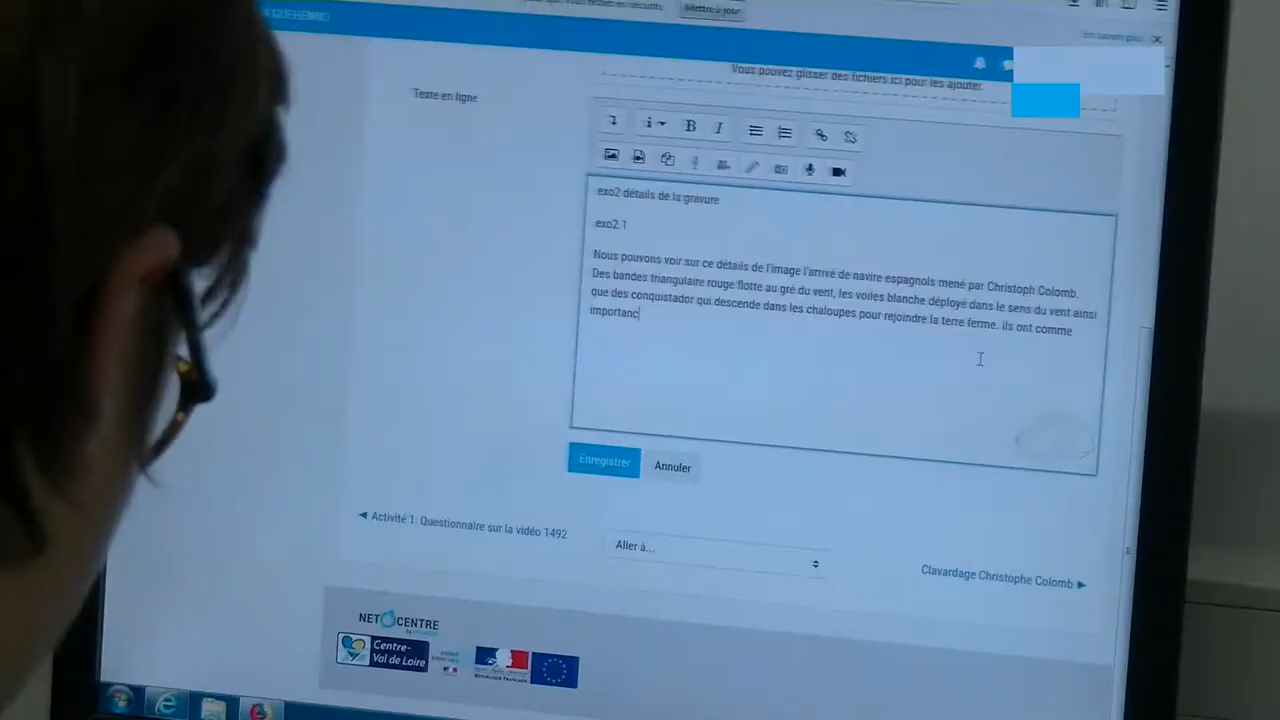 Mettre à jour
Vous pouvez glisser des fichiers ici pour les ajouter.
Texte en ligne
B I
exo2 détails de la gravure
exo2.1
Nous pouvons voir sur ce détails de l'image l'arrivé de navire espagnols mené par Christoph Colomb.
Des bandes triangulaire rouge flotte au gré du vent, les voiles blanche déployé dans le sens du vent ainsi
que des conquistador qui descende dans les chaloupes pour rejoindre la terre ferme. ils ont comme
importanc
Enregistrer Annuler
◄ Activité 1: Questionnaire sur la vidéo 1492
Aller à...
Clavardage Christophe Colomb ►
NET CENTRE
Centre-
Val de Loire
RÉPUBLIQUE FRANÇAISE